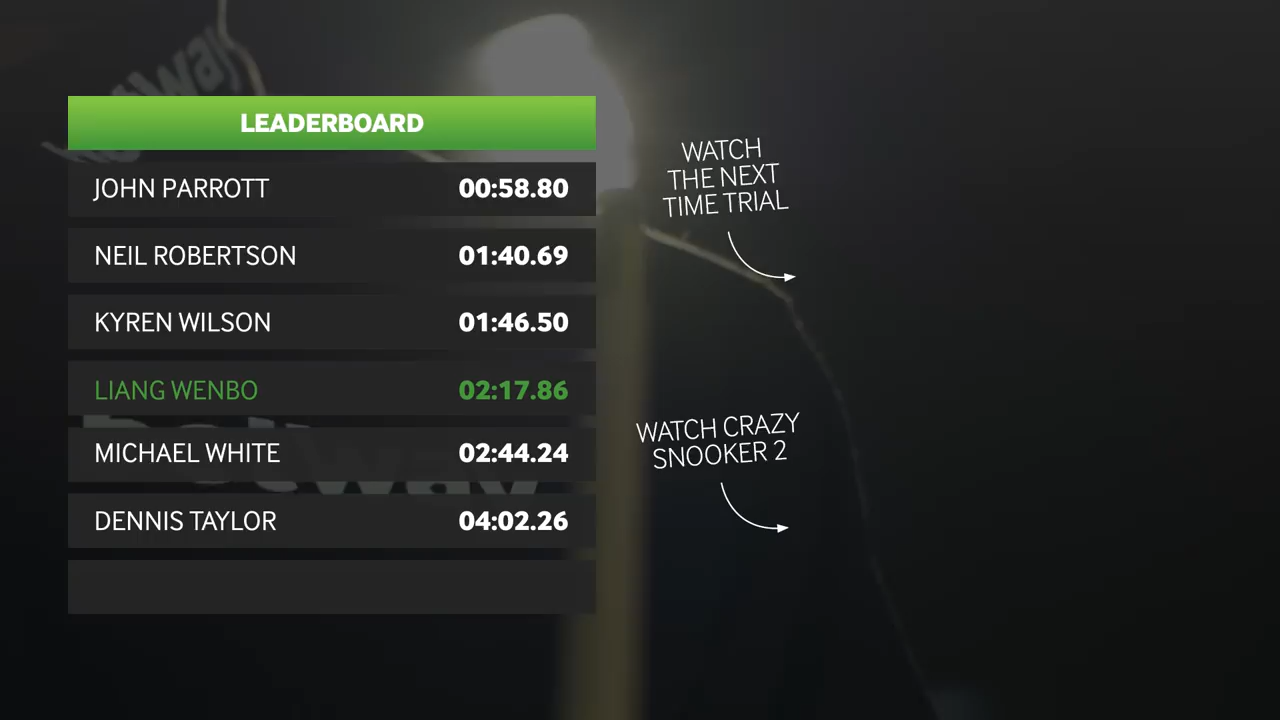 LEADERBOARD
JOHN PARROTT 00:58.80
NEIL ROBERTSON 01:40.69
KYREN WILSON 01:46.50
LIANG WENBO 02:17.86
MICHAEL WHITE 02:44.24
DENNIS TAYLOR 04:02.26
WATCH
THE NEXT
TIME TRIAL
WATCH CRAZY
SNOOKER 2